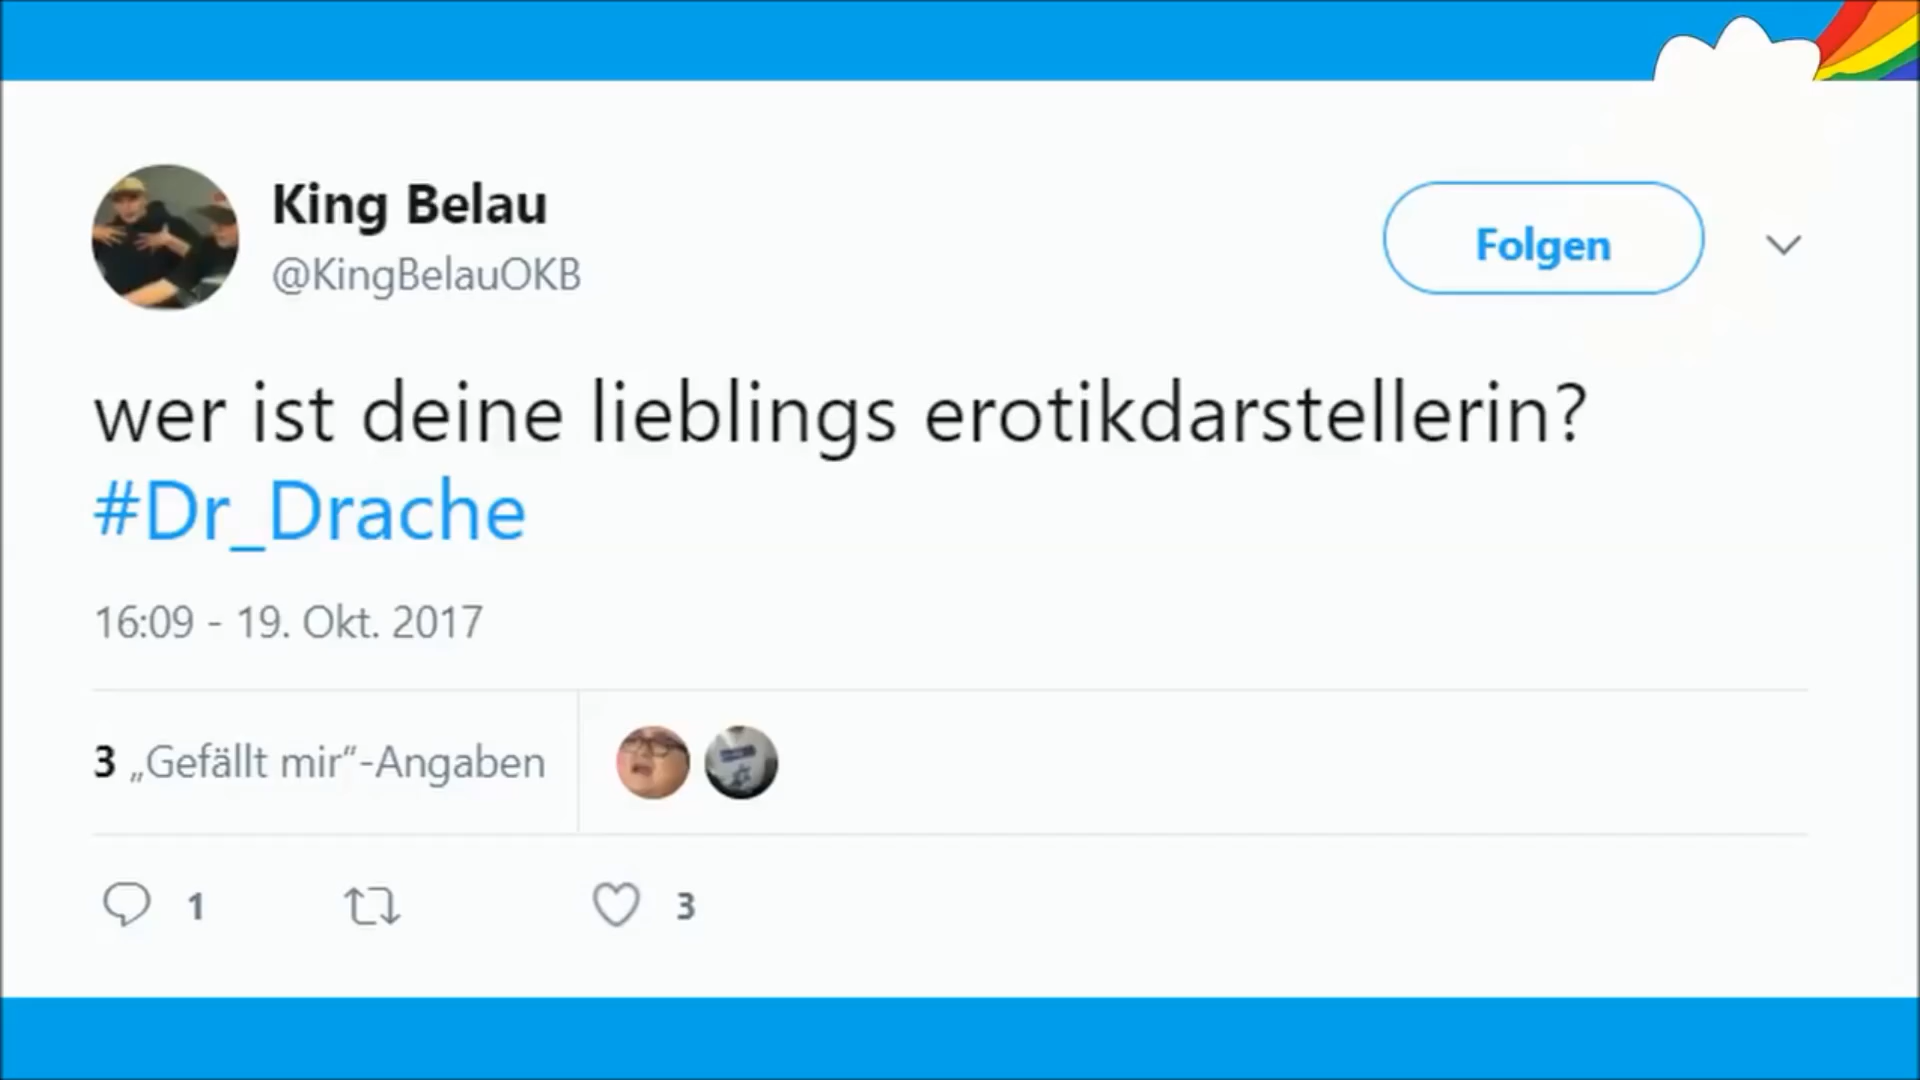 King Belau
@KingBelauOKB
Folgen
wer ist deine lieblings erotikdarstellerin?
#Dr_Drache
16:09 - 19. Okt. 2017
3 „Gefällt mir“-Angaben
1 3